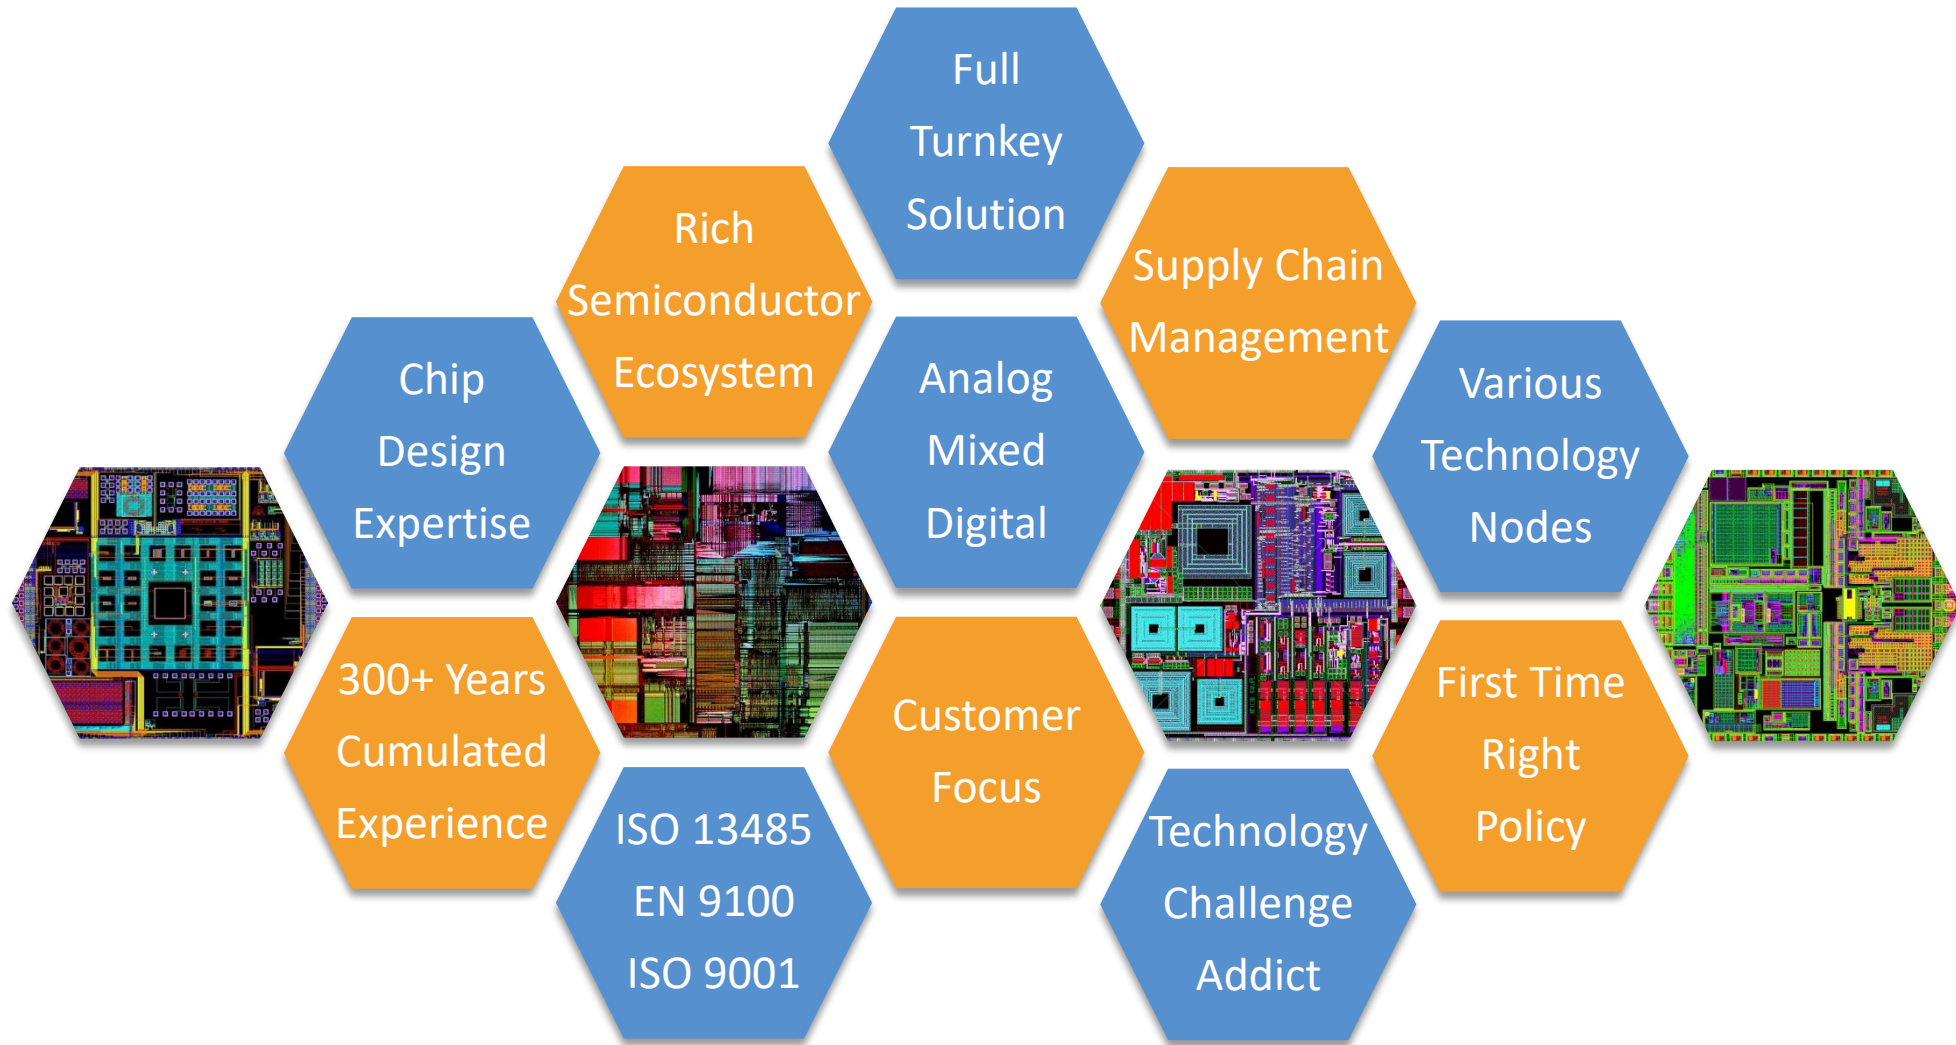 Full
Turnkey
Solution
Rich
Semiconductor
Ecosystem
Supply Chain
Management
Chip
Design
Expertise
Analog
Mixed
Digital
Various
Technology
Nodes
300+ Years
Cumulated
Experience
Customer
Focus
First Time
Right
Policy
ISO 13485
EN 9100
ISO 9001
Technology
Challenge
Addict